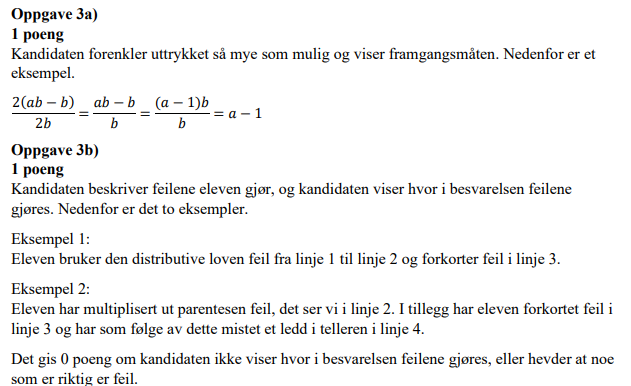 Oppgave 3a)
1 poeng
Kandidaten forenkler uttrykket så mye som mulig og viser framgangsmåten. Nedenfor er et
eksempel.
2(ab − b)/2b = ab − b/b = (a − 1)b/b = a − 1
Oppgave 3b)
1 poeng
Kandidaten beskriver feilene eleven gjør, og kandidaten viser hvor i besvarelsen feilene
gjøres. Nedenfor er det to eksempler.
Eksempel 1:
Eleven bruker den distributive loven feil fra linje 1 til linje 2 og forkorter feil i linje 3.
Eksempel 2:
Eleven har multiplisert ut parentesen feil, det ser vi i linje 2. I tillegg har eleven forkortet feil i
linje 3 og har som følge av dette mistet et ledd i telleren i linje 4.
Det gis 0 poeng om kandidaten ikke viser hvor i besvarelsen feilene gjøres, eller hevder at noe
som er riktig er feil.